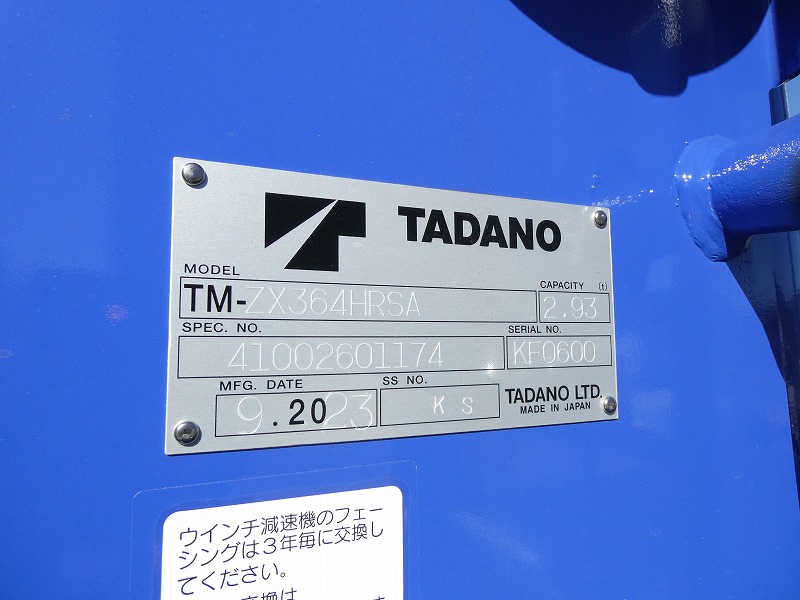 TADANO
MODEL
CAPACITY (t)
TM-ZX364HRSA
2.93
SPEC. NO.
SERIAL NO.
41002601174
KF0600
MFG. DATE
SS NO.
9.2023
KS
TADANO LTD.
MADE IN JAPAN
ウインチ減速機のフェー
シングは3年毎に交換し
てください。